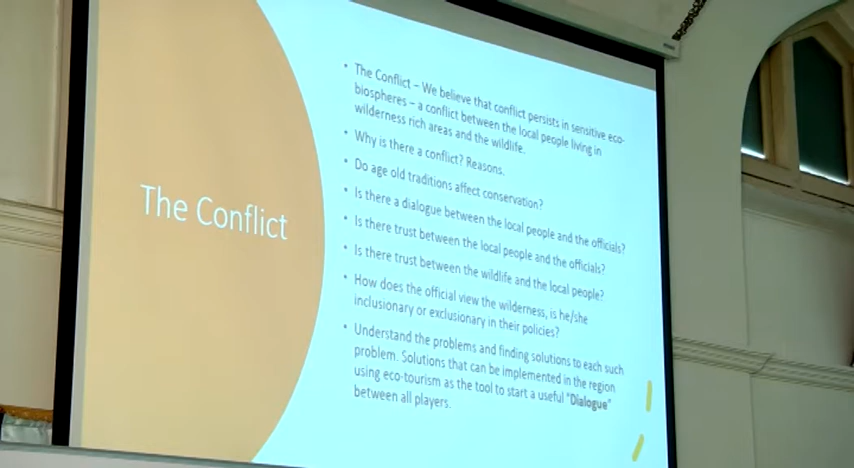 The Conflict
• The Conflict – We believe that conflict persists in sensitive eco-
biospheres – a conflict between the local people living in
wilderness rich areas and the wildlife.
• Why is there a conflict? Reasons.
• Do age old traditions affect conservation?
• Is there a dialogue between the local people and the officials?
• Is there trust between the local people and the officials?
• Is there trust between the wildlife and the local people?
• How does the official view the wilderness, is he/she
inclusionary or exclusionary in their policies?
• Understand the problems and finding solutions to each such
problem. Solutions that can be implemented in the region
using eco-tourism as the tool to start a useful "Dialogue"
between all players.